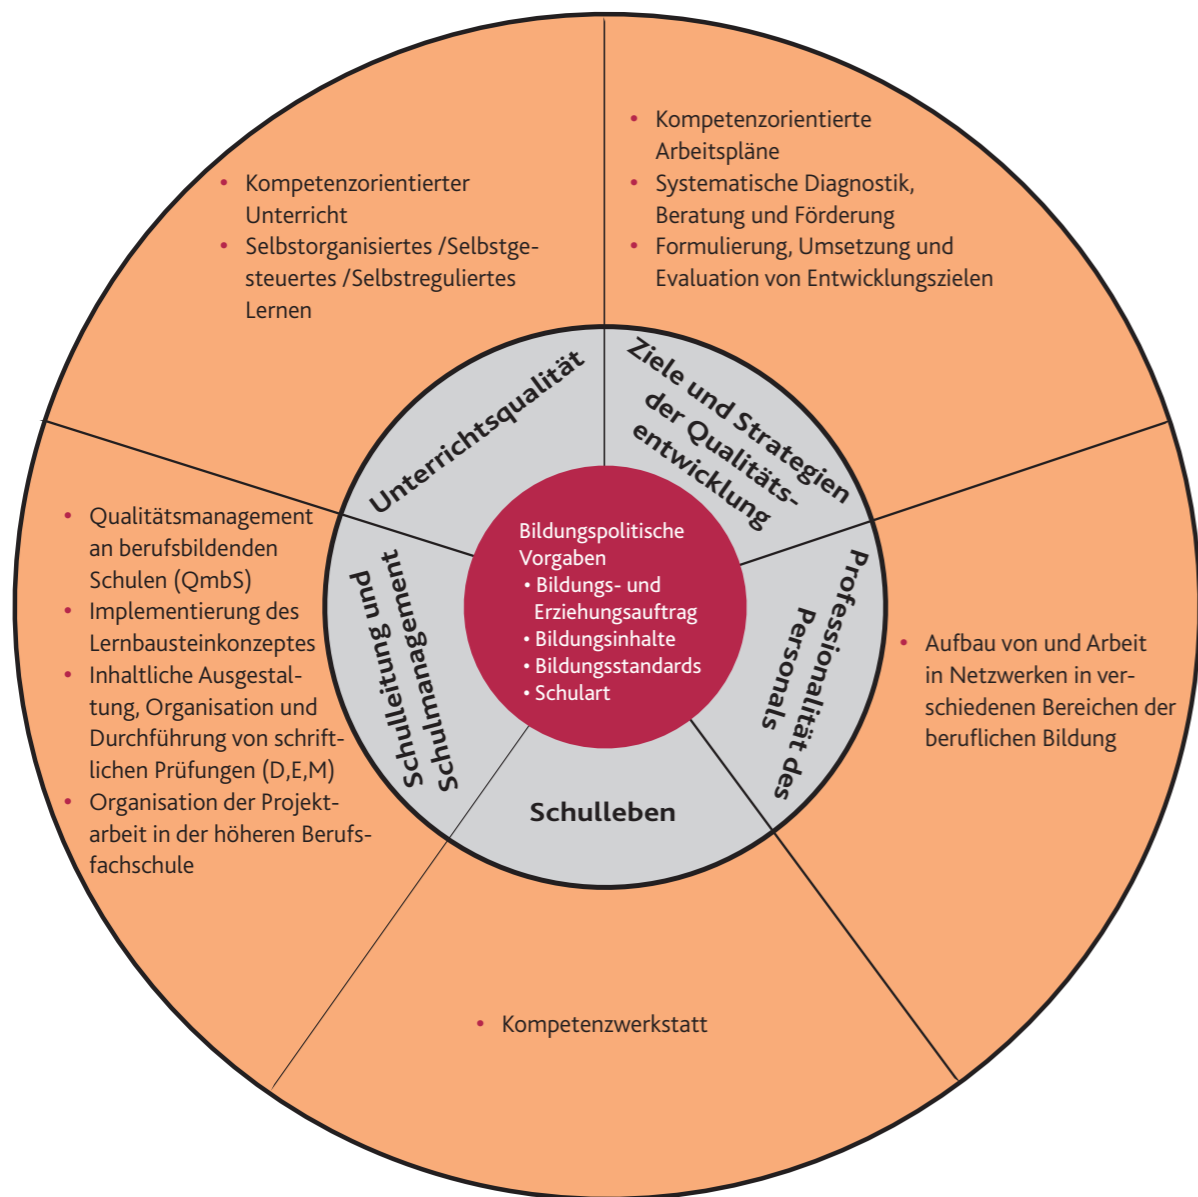 • Kompetenzorientierter
Unterricht
• Selbstorganisiertes /Selbstge-
steuertes /Selbstreguliertes
Lernen
• Kompetenzorientierte
Arbeitspläne
• Systematische Diagnostik,
Beratung und Förderung
• Formulierung, Umsetzung und
Evaluation von Entwicklungszielen
Unterrichtsqualität
Ziele und Strategien
der Qualitäts-
entwicklung
• Qualitätsmanagement
an berufsbildenden
Schulen (QmbS)
• Implementierung des
Lernbausteinkonzeptes
• Inhaltliche Ausgestal-
tung, Organisation und
Durchführung von schrift-
lichen Prüfungen (D,E,M)
• Organisation der Projekt-
arbeit in der höheren Berufs-
fachschule
Schulleitung und
Schulmanagement
Bildungspolitische
Vorgaben
• Bildungs- und
Erziehungsauftrag
• Bildungsinhalte
• Bildungsstandards
• Schulart
Professionalität des
Personals
• Aufbau von und Arbeit
in Netzwerken in ver-
schiedenen Bereichen der
beruflichen Bildung
Schulleben
• Kompetenzwerkstatt